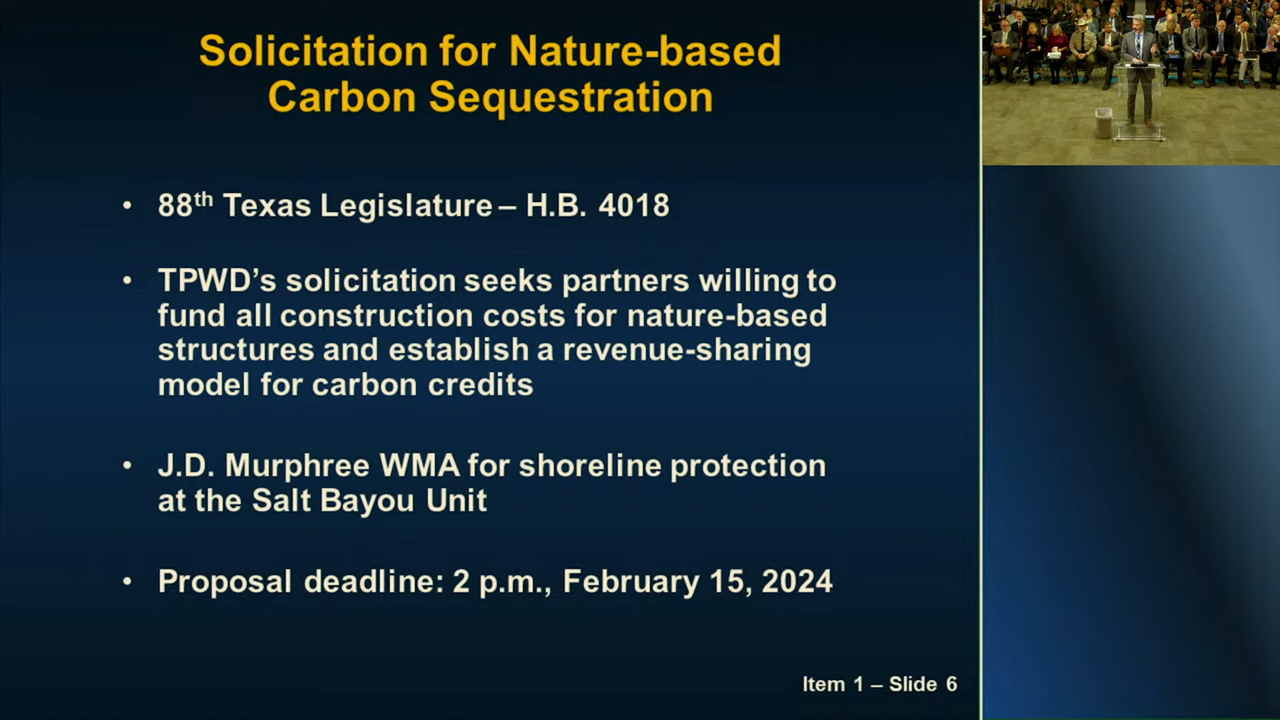 Solicitation for Nature-based
Carbon Sequestration
• 88th Texas Legislature – H.B. 4018
• TPWD’s solicitation seeks partners willing to
fund all construction costs for nature-based
structures and establish a revenue-sharing
model for carbon credits
• J.D. Murphree WMA for shoreline protection
at the Salt Bayou Unit
• Proposal deadline: 2 p.m., February 15, 2024
Item 1 – Slide 6